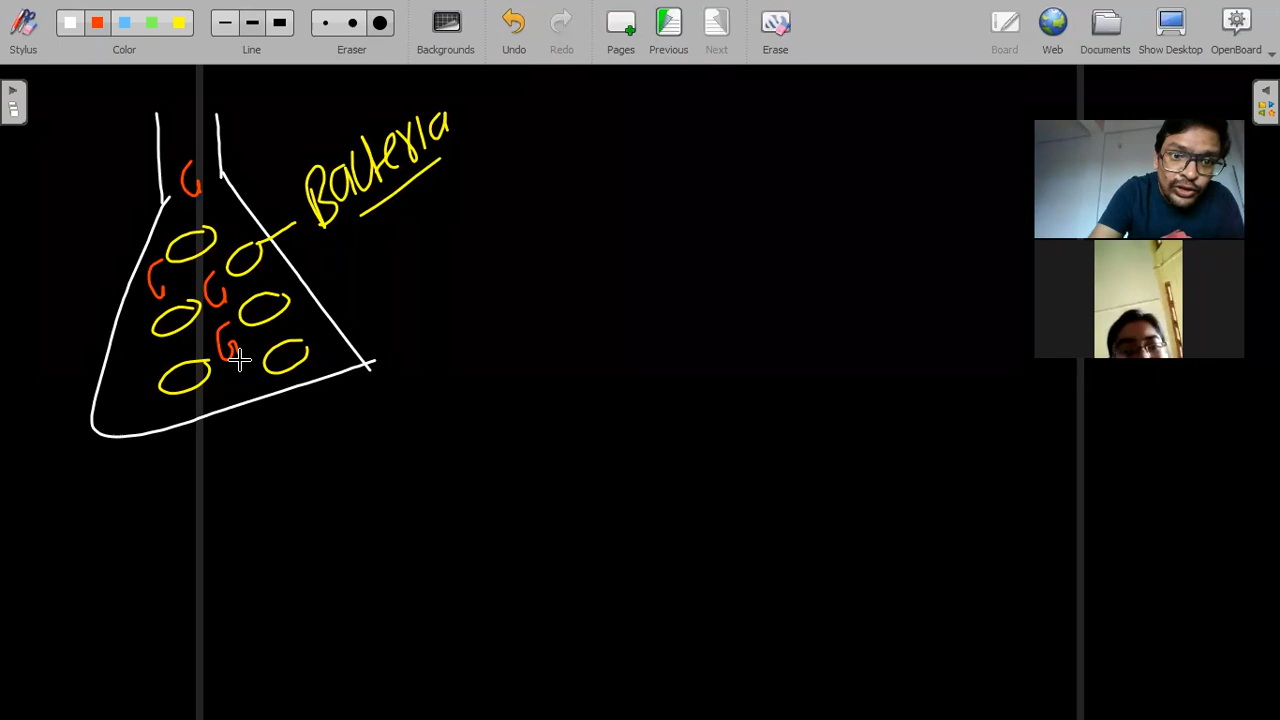 Stylus
Color
Line
Eraser
Backgrounds
Undo
Redo
Pages
Previous
Next
Erase
Board
Web
Documents
Show Desktop
OpenBoard
Bacteria
G
G
G
G